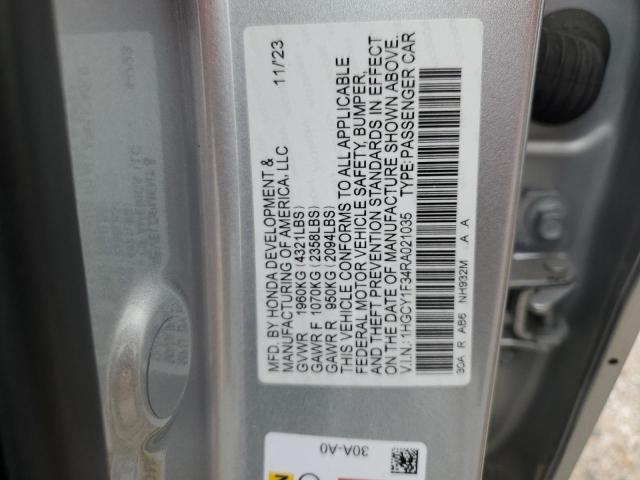 MFD. BY HONDA DEVELOPMENT & 11/23
MANUFACTURING OF AMERICA, LLC
GVWR 1960KG (4321LBS)
GAWR F 1070KG (2358LBS)
GAWR R 950KG (2094LBS)
THIS VEHICLE CONFORMS TO ALL APPLICABLE
FEDERAL MOTOR VEHICLE SAFETY, BUMPER,
AND THEFT PREVENTION STANDARDS IN EFFECT
ON THE DATE OF MANUFACTURE SHOWN ABOVE.
V.I.N.: 1HGCY1F34RA021035 TYPE: PASSENGER CAR
30A R AB6 NH932M A A
30A-A0